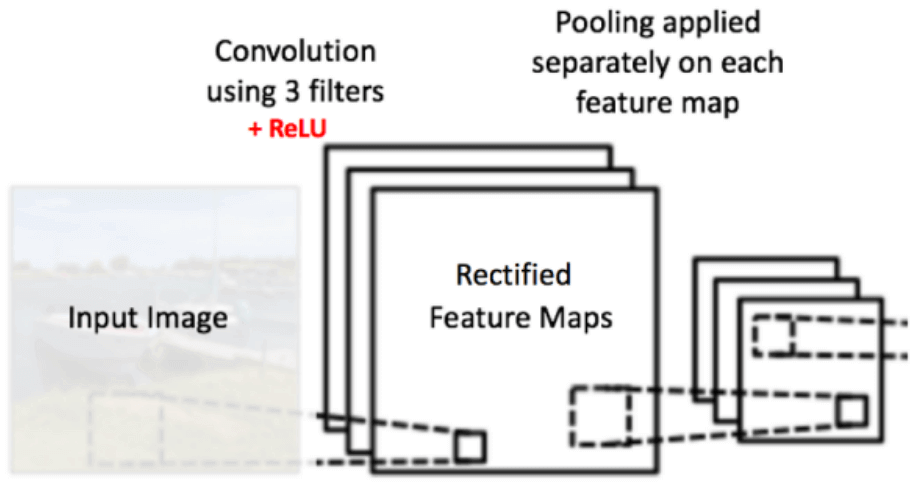 Convolution
using 3 filters
+ ReLU
Pooling applied
separately on each
feature map
Input Image
Rectified
Feature Maps